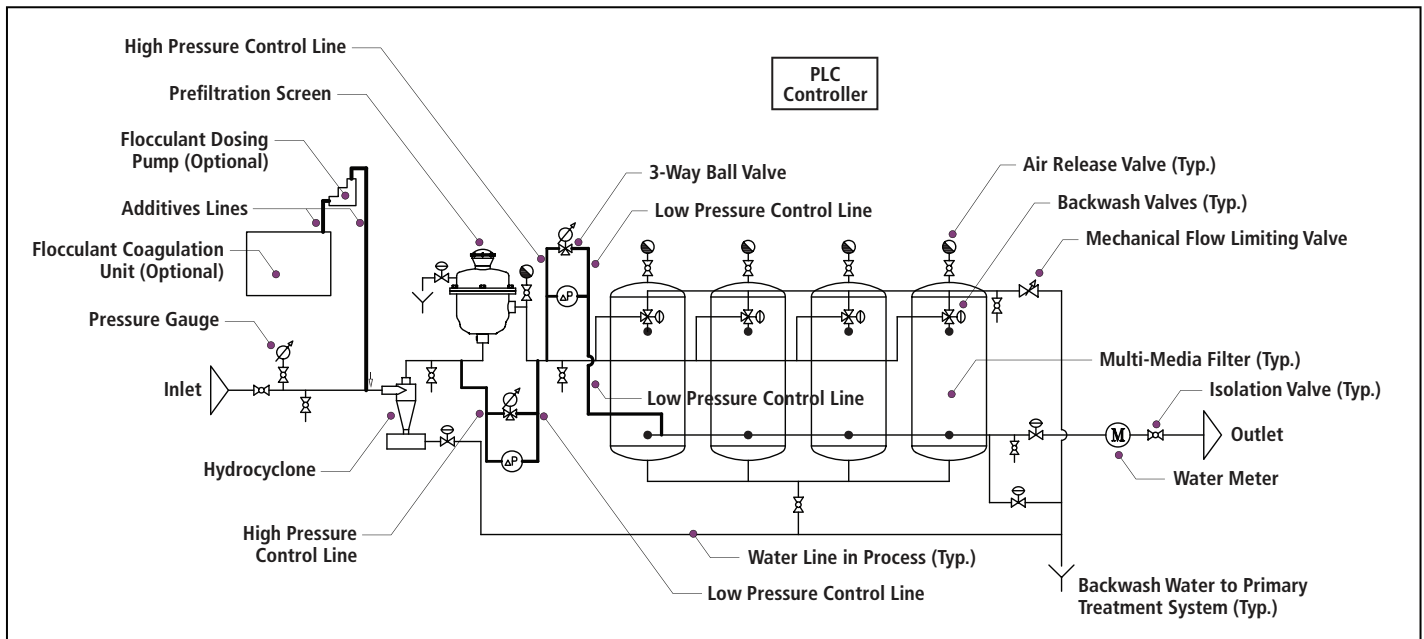 High Pressure Control Line
Prefiltration Screen
Flocculant Dosing
Pump (Optional)
Additives Lines
Flocculant Coagulation
Unit (Optional)
Pressure Gauge
Inlet
Hydrocyclone
High Pressure
Control Line
PLC
Controller
3-Way Ball Valve
Low Pressure Control Line
Air Release Valve (Typ.)
Backwash Valves (Typ.)
Mechanical Flow Limiting Valve
ΔP
Multi-Media Filter (Typ.)
Low Pressure Control Line
Isolation Valve (Typ.)
M
Outlet
ΔP
Water Meter
Water Line in Process (Typ.)
Low Pressure Control Line
Backwash Water to Primary
Treatment System (Typ.)